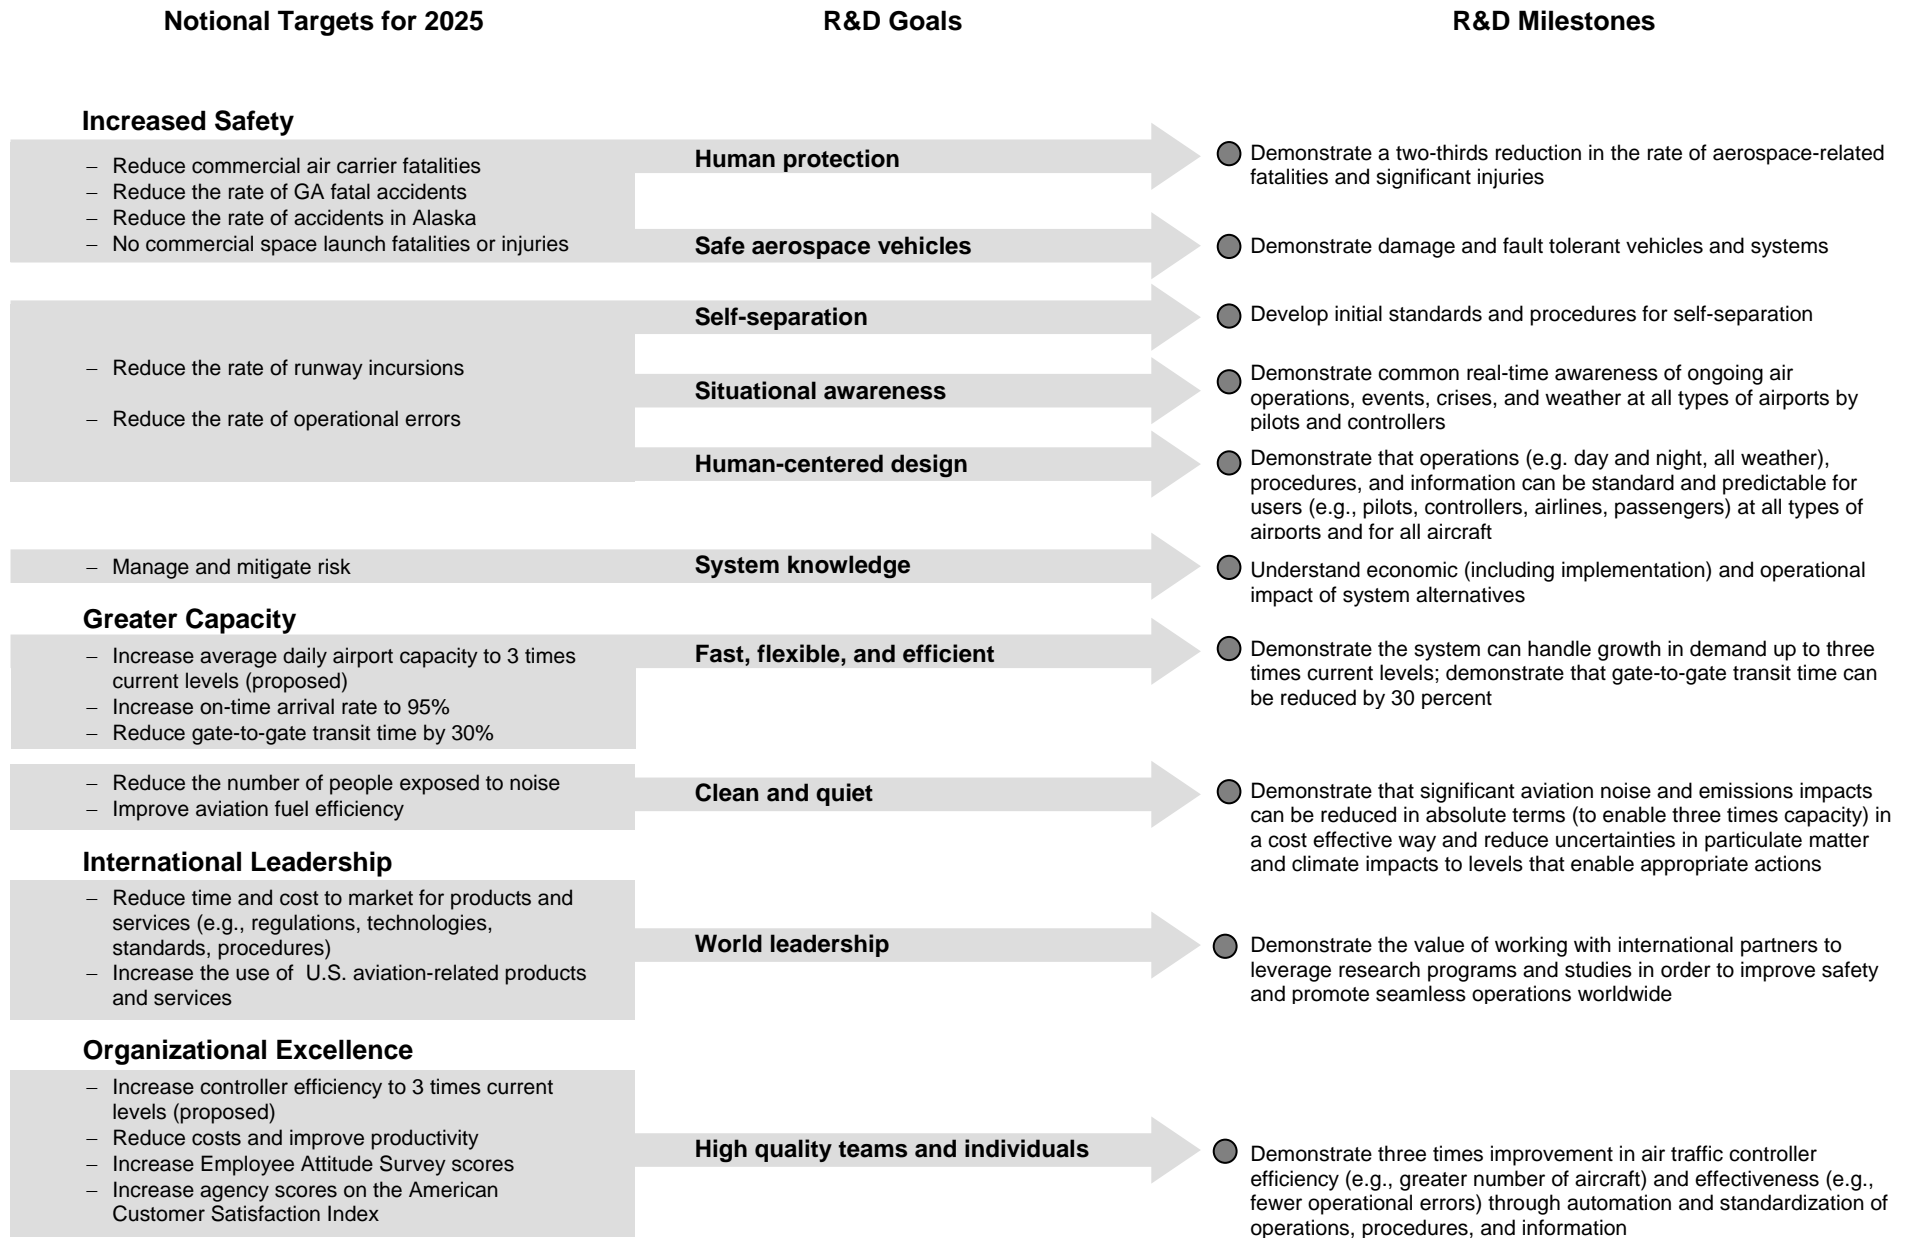 Notional Targets for 2025
R&D Goals
R&D Milestones
Increased Safety
– Reduce commercial air carrier fatalities
– Reduce the rate of GA fatal accidents
– Reduce the rate of accidents in Alaska
– No commercial space launch fatalities or injuries
Human protection
Demonstrate a two-thirds reduction in the rate of aerospace-related
fatalities and significant injuries
Safe aerospace vehicles
Demonstrate damage and fault tolerant vehicles and systems
– Reduce the rate of runway incursions
– Reduce the rate of operational errors
Self-separation
Develop initial standards and procedures for self-separation
Situational awareness
Demonstrate common real-time awareness of ongoing air
operations, events, crises, and weather at all types of airports by
pilots and controllers
Human-centered design
Demonstrate that operations (e.g. day and night, all weather),
procedures, and information can be standard and predictable for
users (e.g., pilots, controllers, airlines, passengers) at all types of
airports and for all aircraft
– Manage and mitigate risk
System knowledge
Understand economic (including implementation) and operational
impact of system alternatives
Greater Capacity
– Increase average daily airport capacity to 3 times
current levels (proposed)
– Increase on-time arrival rate to 95%
– Reduce gate-to-gate transit time by 30%
Fast, flexible, and efficient
Demonstrate the system can handle growth in demand up to three
times current levels; demonstrate that gate-to-gate transit time can
be reduced by 30 percent
– Reduce the number of people exposed to noise
– Improve aviation fuel efficiency
Clean and quiet
Demonstrate that significant aviation noise and emissions impacts
can be reduced in absolute terms (to enable three times capacity) in
a cost effective way and reduce uncertainties in particulate matter
and climate impacts to levels that enable appropriate actions
International Leadership
– Reduce time and cost to market for products and
services (e.g., regulations, technologies,
standards, procedures)
– Increase the use of U.S. aviation-related products
and services
World leadership
Demonstrate the value of working with international partners to
leverage research programs and studies in order to improve safety
and promote seamless operations worldwide
Organizational Excellence
– Increase controller efficiency to 3 times current
levels (proposed)
– Reduce costs and improve productivity
– Increase Employee Attitude Survey scores
– Increase agency scores on the American
Customer Satisfaction Index
High quality teams and individuals
Demonstrate three times improvement in air traffic controller
efficiency (e.g., greater number of aircraft) and effectiveness (e.g.,
fewer operational errors) through automation and standardization of
operations, procedures, and information